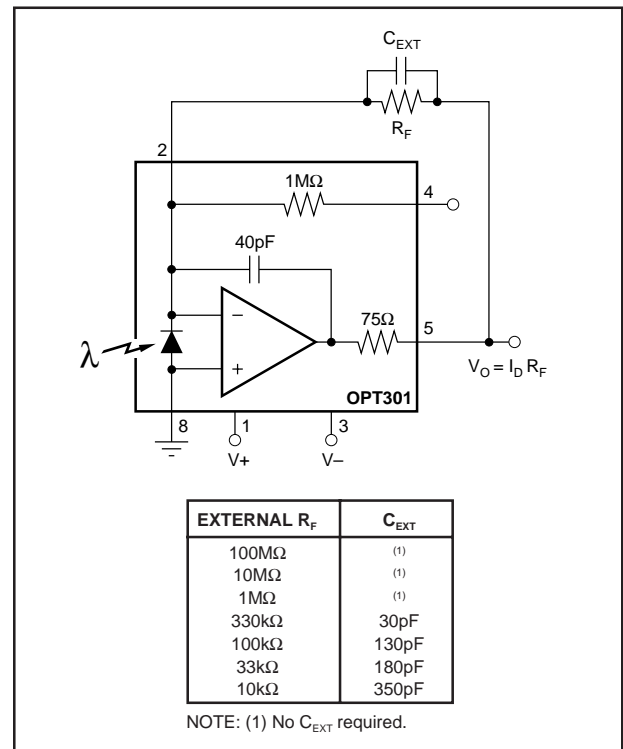 C_EXT
R_F
2
1MΩ
4
40pF
75Ω
5
−
+
λ
V_O = I_D R_F
OPT301
8
1
3
V+
V–
EXTERNAL R_F C_EXT
100MΩ (1)
10MΩ (1)
1MΩ (1)
330kΩ 30pF
100kΩ 130pF
33kΩ 180pF
10kΩ 350pF
NOTE: (1) No C_EXT required.